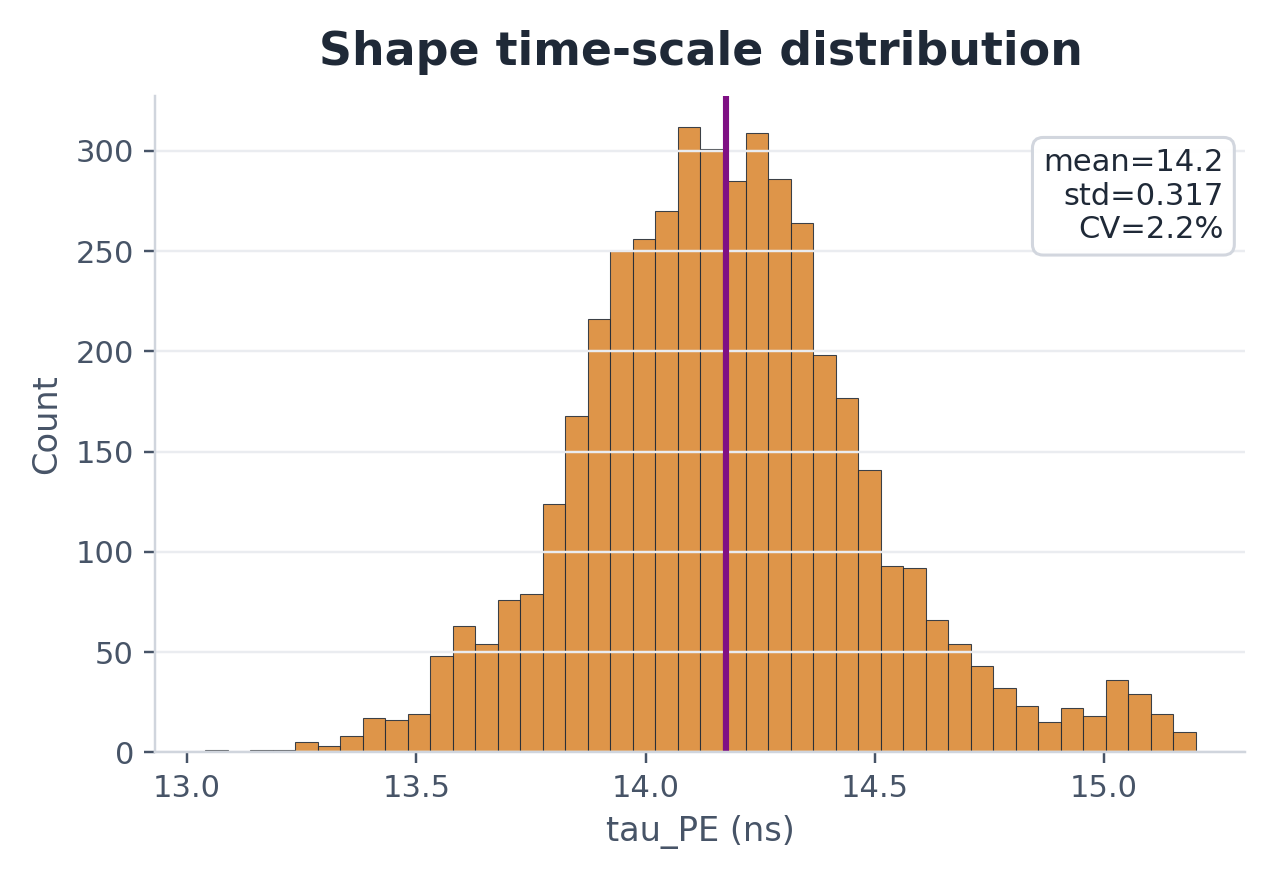 Shape time-scale distribution
300
250
200
150
100
50
0
Count
mean=14.2
std=0.317
CV=2.2%
13.0 13.5 14.0 14.5 15.0
tau_PE (ns)